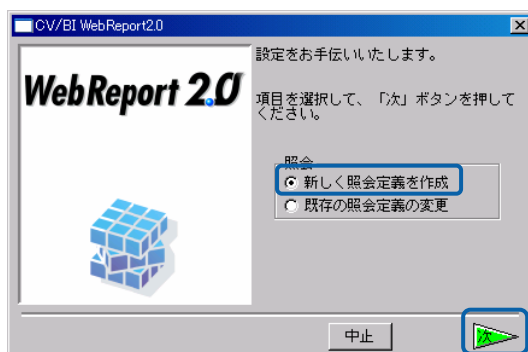 CV/BI WebReport2.0
WebReport 2.0
設定をお手伝いいたします。
項目を選択して、「次」ボタンを押して
ください。
照会
新しく照会定義を作成
既存の照会定義の変更
中止
次